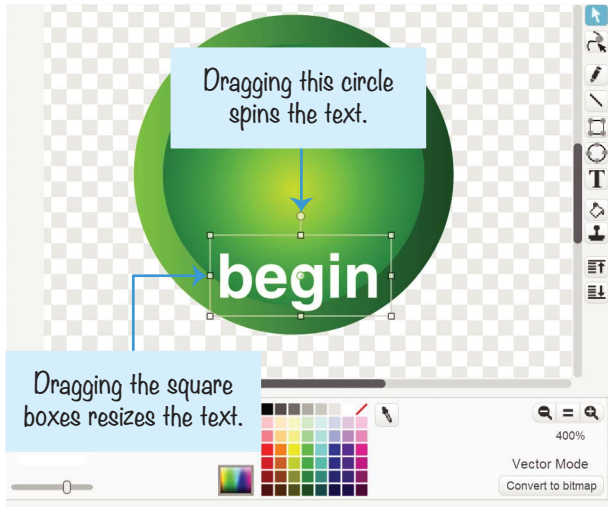 Dragging this circle
spins the text.
T
begin
Dragging the square
boxes resizes the text.
400%
Vector Mode
Convert to bitmap